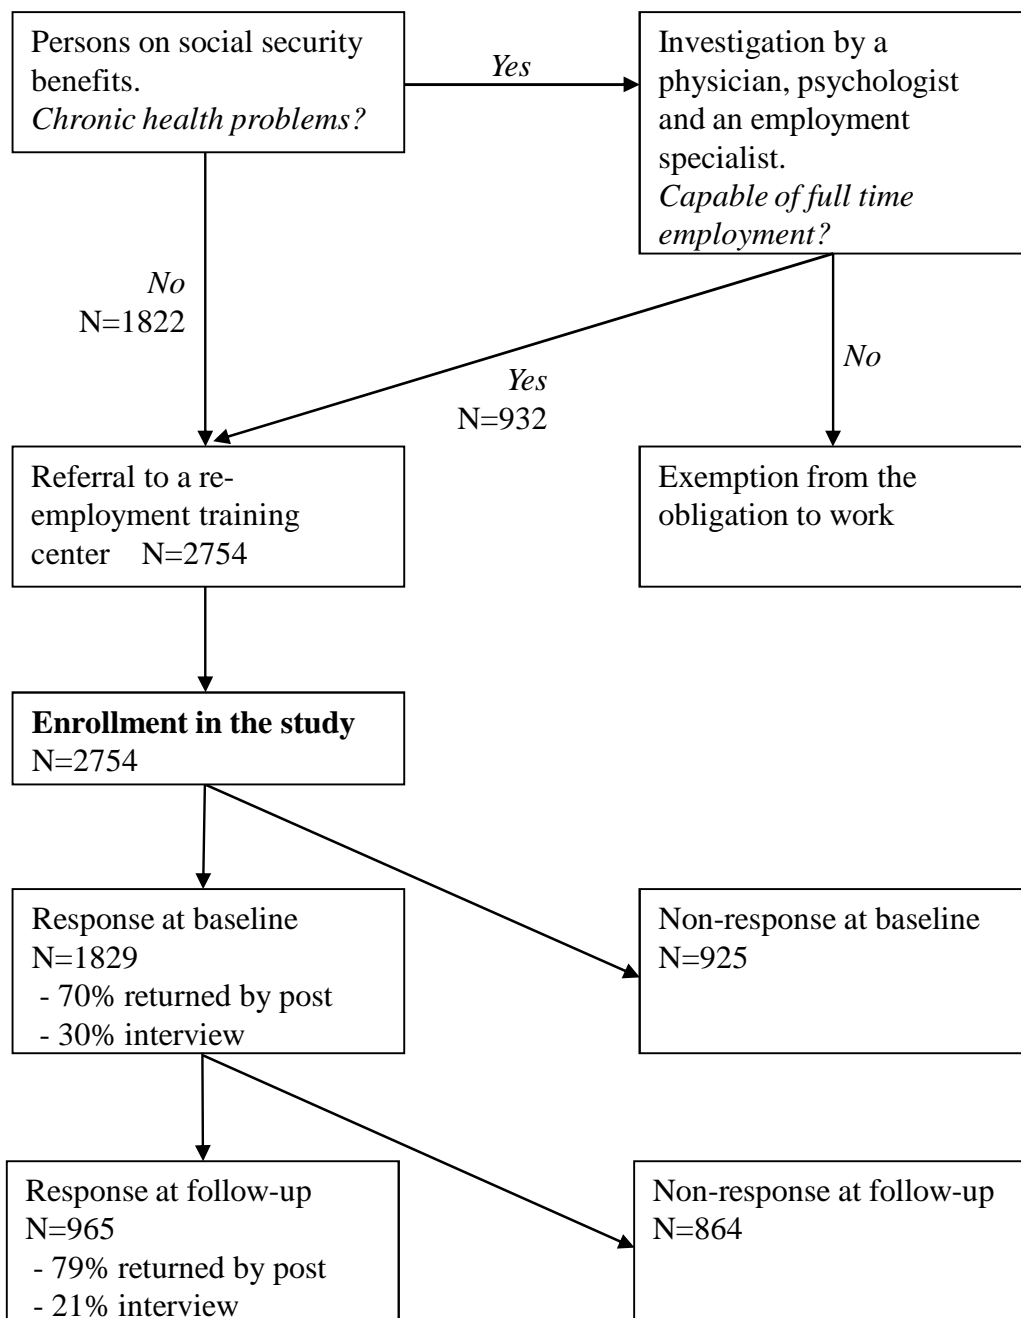 Persons on social security
benefits.
Chronic health problems?
Yes
Investigation by a
physician, psychologist
and an employment
specialist.
Capable of full time
employment?
No
N=1822
Yes
N=932
No
Referral to a re-
employment training
center N=2754
Exemption from the
obligation to work
Enrollment in the study
N=2754
Response at baseline
N=1829
- 70% returned by post
- 30% interview
Non-response at baseline
N=925
Response at follow-up
N=965
- 79% returned by post
- 21% interview
Non-response at follow-up
N=864